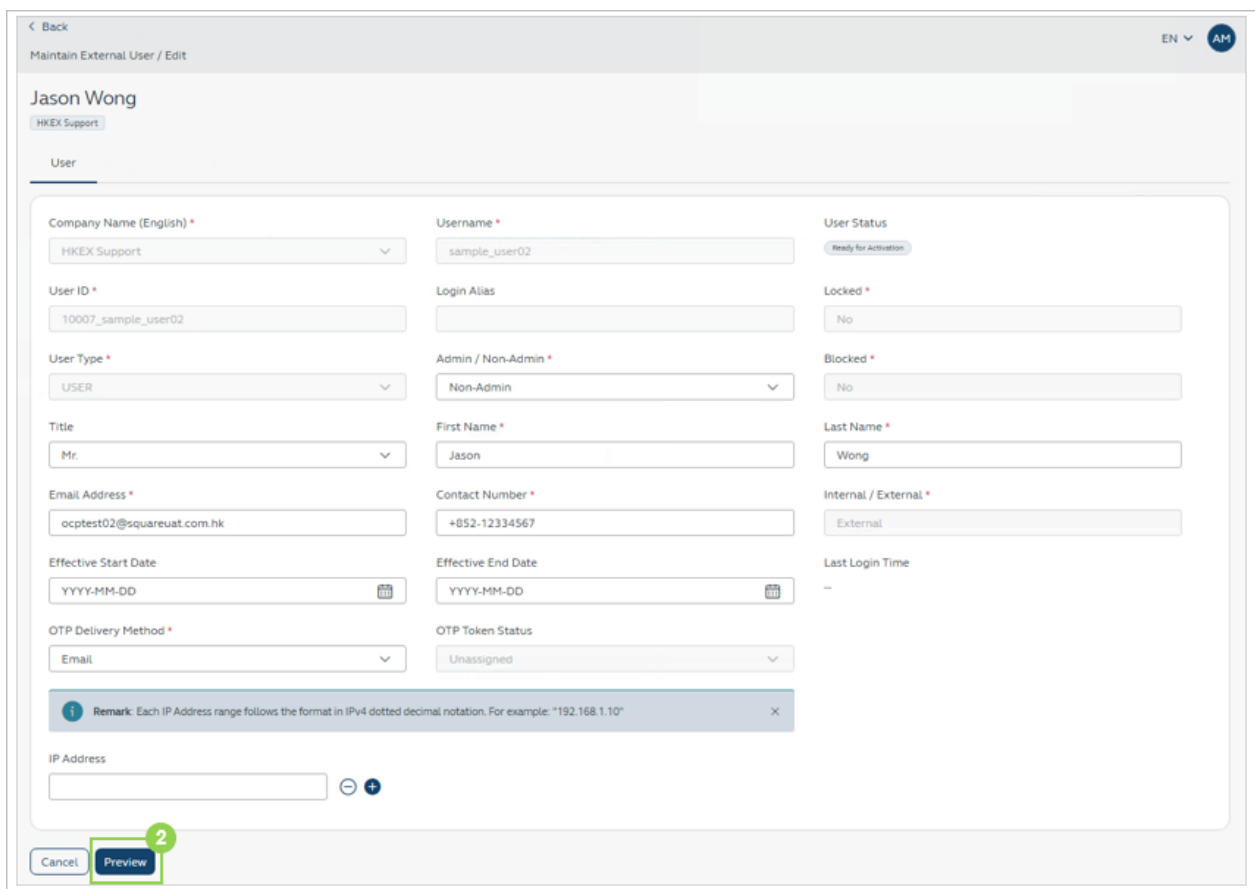 Back
EN
AM
Maintain External User / Edit
Jason Wong
HKEX Support
User
Company Name (English) *
Username *
User Status
HKEX Support
sample_user02
Ready for Activation
User ID *
Login Alias
Locked *
10007_sample_user02
No
User Type *
Admin / Non-Admin *
Blocked *
USER
Non-Admin
No
Title
First Name *
Last Name *
Mr.
Jason
Wong
Email Address *
Contact Number *
Internal / External *
ocptest02@squareuat.com.hk
+852-12334567
External
Effective Start Date
Effective End Date
Last Login Time
YYYY-MM-DD
YYYY-MM-DD
--
OTP Delivery Method *
OTP Token Status
Email
Unassigned
Remark: Each IP Address range follows the format in IPv4 dotted decimal notation. For example: "192.168.1.10"
IP Address
2
Cancel
Preview